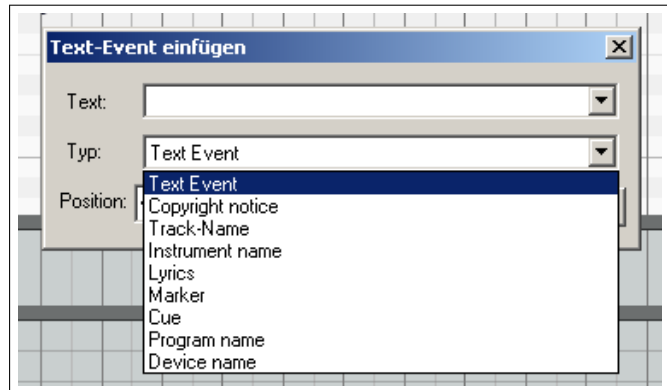 Text-Event einfügen
Text:
Typ: Text Event
Text Event
Position:
Copyright notice
Track-Name
Instrument name
Lyrics
Marker
Cue
Program name
Device name